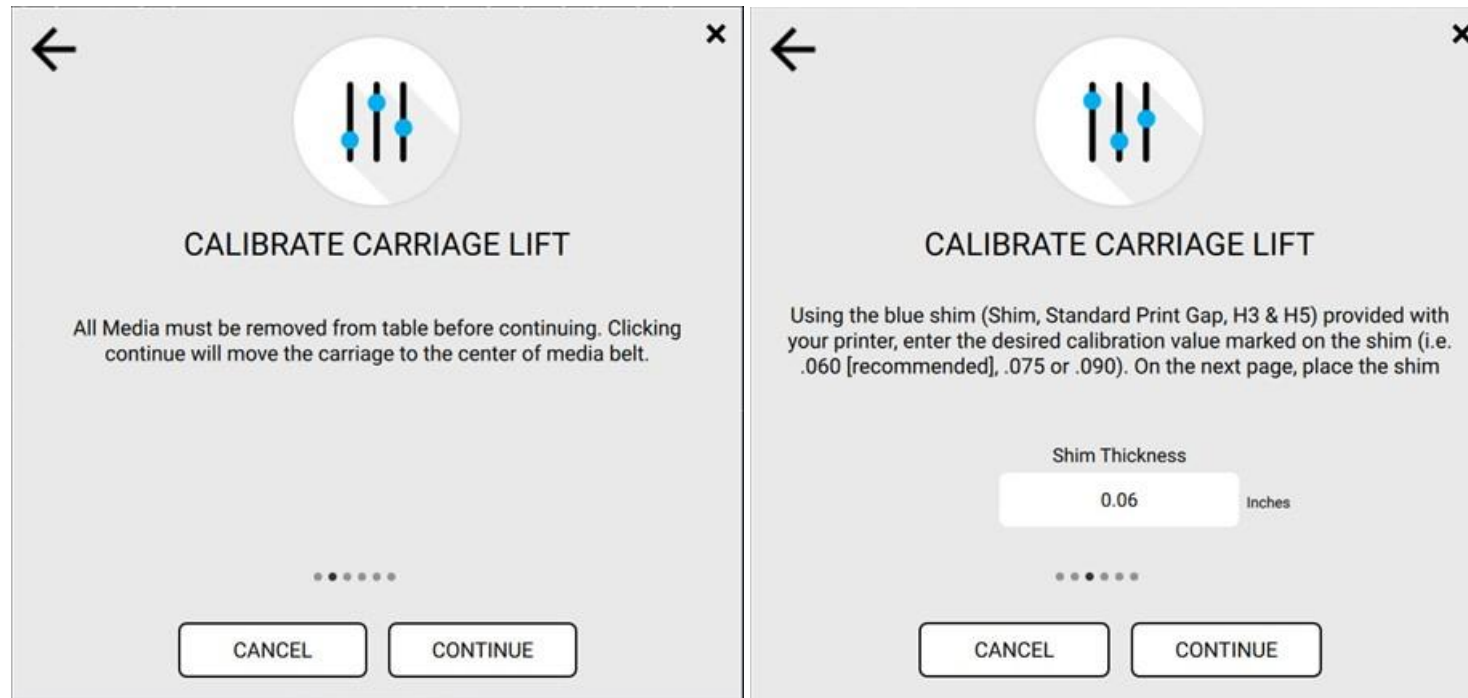 CALIBRATE CARRIAGE LIFT
All Media must be removed from table before continuing. Clicking
continue will move the carriage to the center of media belt.
CANCEL
CONTINUE
CALIBRATE CARRIAGE LIFT
Using the blue shim (Shim, Standard Print Gap, H3 & H5) provided with
your printer, enter the desired calibration value marked on the shim (i.e.
.060 [recommended], .075 or .090). On the next page, place the shim
Shim Thickness
0.06 Inches
CANCEL
CONTINUE